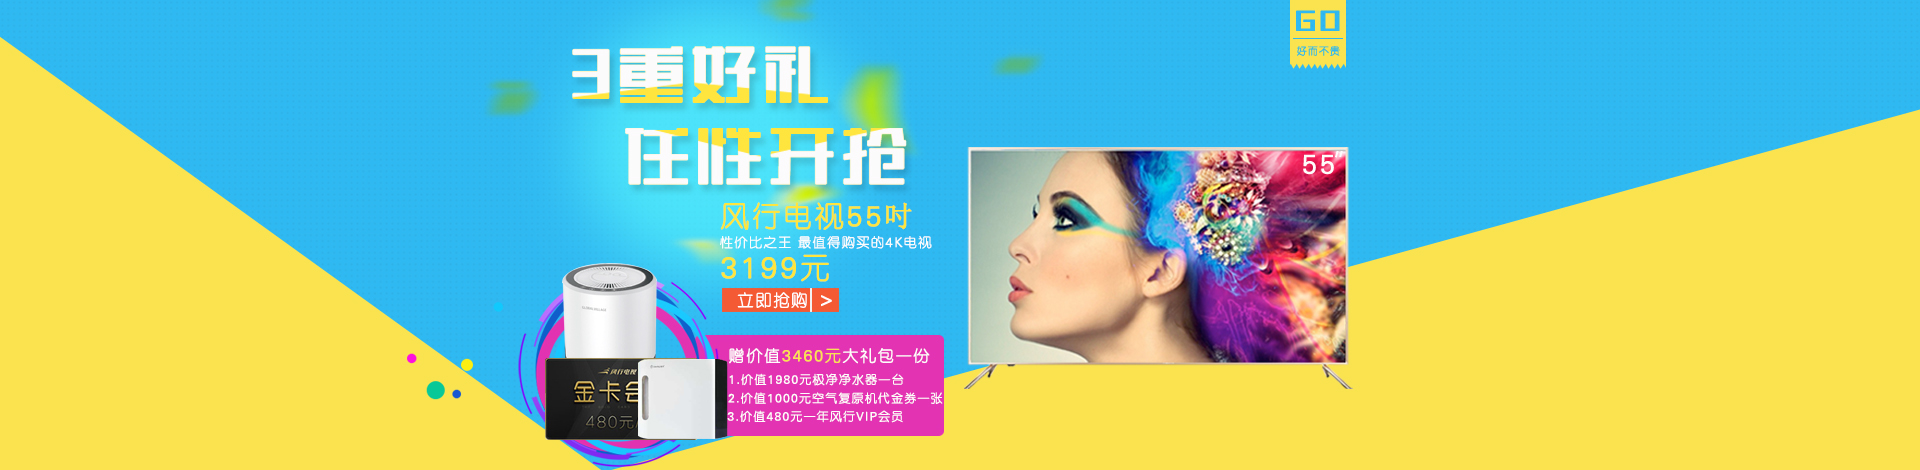 GO
好而不贵
3重好礼
任性开抢
55"
风行电视55吋
性价比之王 最值得购买的4K电视
3199元
立即抢购 >
赠价值3460元大礼包一份
1.价值1980元极净净水器一台
2.价值1000元空气复原机代金券一张
3.价值480元一年风行VIP会员
风行电视
金卡会
480元/